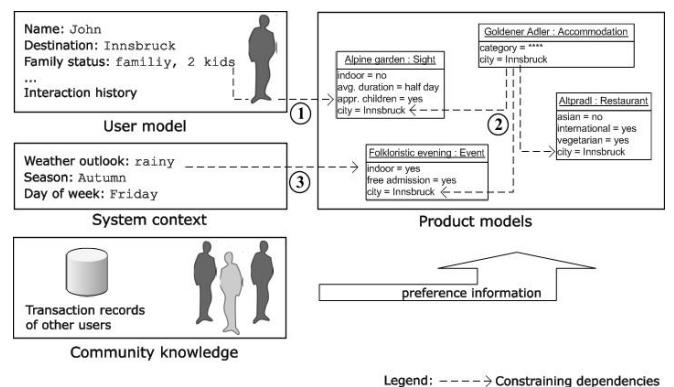 Name: John
Destination: Innsbruck
Family status: familiy, 2 kids
...
Interaction history
User model
Weather outlook: rainy
Season: Autumn
Day of week: Friday
System context
Transaction records
of other users
Community knowledge
1
2
3
Goldener Adler : Accommodation
category = ****
city = Innsbruck
Alpine garden : Sight
indoor = no
avg. duration = half day
appr. children = yes
city = Innsbruck
Altpradl : Restaurant
asian = no
international = yes
vegetarian = yes
city = Innsbruck
Folkloristic evening : Event
indoor = yes
free admission = yes
city = Innsbruck
Product models
preference information
Legend: Constraining dependencies